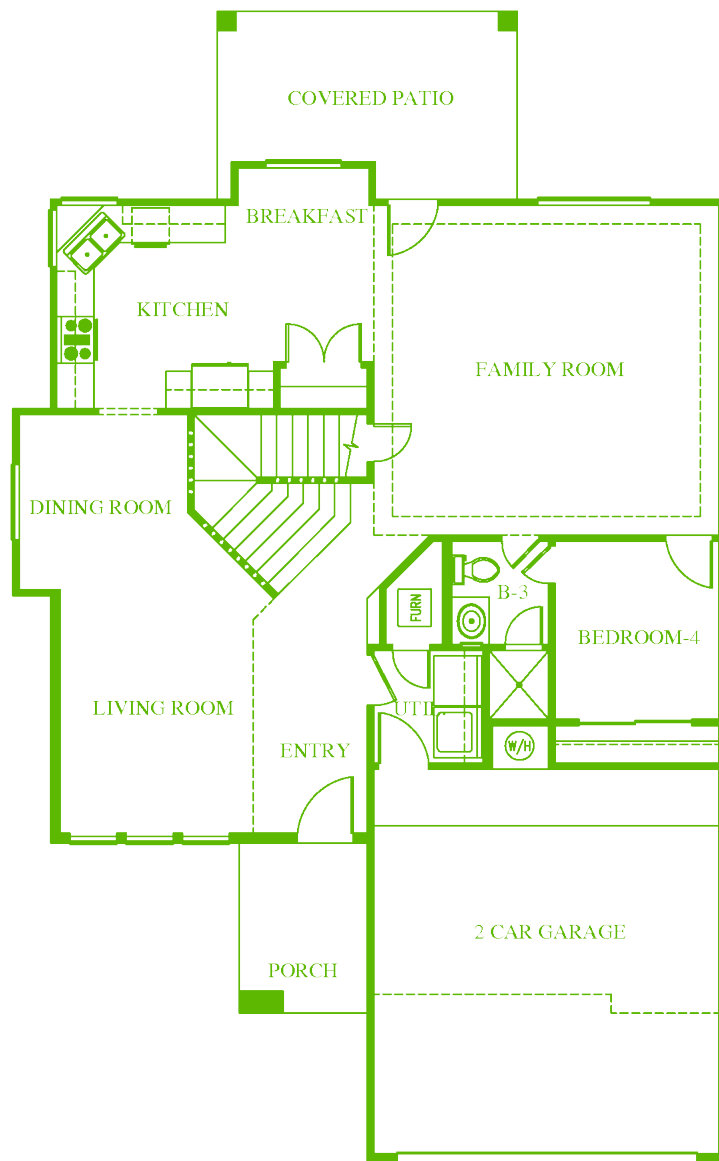 COVERED PATIO
BREAKFAST
KITCHEN
FAMILY ROOM
DINING ROOM
B-3
FURN
BEDROOM-4
LIVING ROOM
UTIL
ENTRY
W/H
2 CAR GARAGE
PORCH